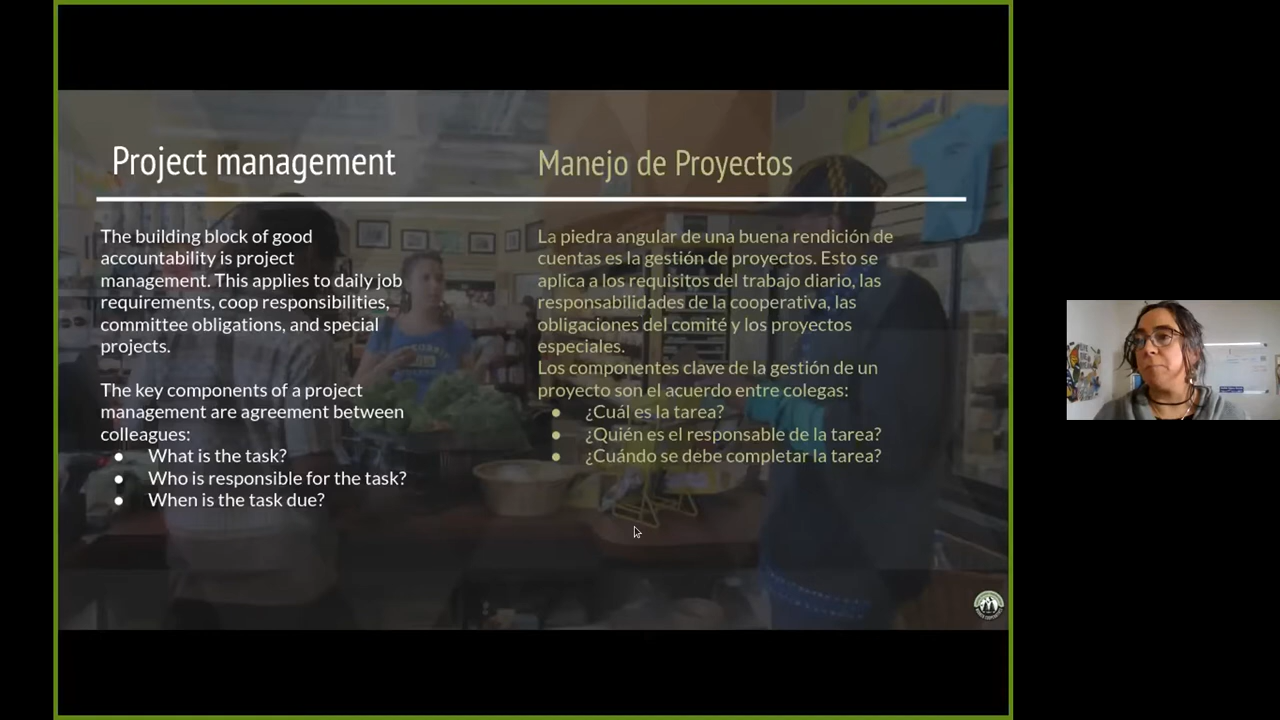 Project management
The building block of good
accountability is project
management. This applies to daily job
requirements, coop responsibilities,
committee obligations, and special
projects.
The key components of a project
management are agreement between
colleagues:
● What is the task?
● Who is responsible for the task?
● When is the task due?
Manejo de Proyectos
La piedra angular de una buena rendición de
cuentas es la gestión de proyectos. Esto se
aplica a los requisitos del trabajo diario, las
responsabilidades de la cooperativa, las
obligaciones del comité y los proyectos
especiales.
Los componentes clave de la gestión de un
proyecto son el acuerdo entre colegas:
● ¿Cuál es la tarea?
● ¿Quién es el responsable de la tarea?
● ¿Cuándo se debe completar la tarea?